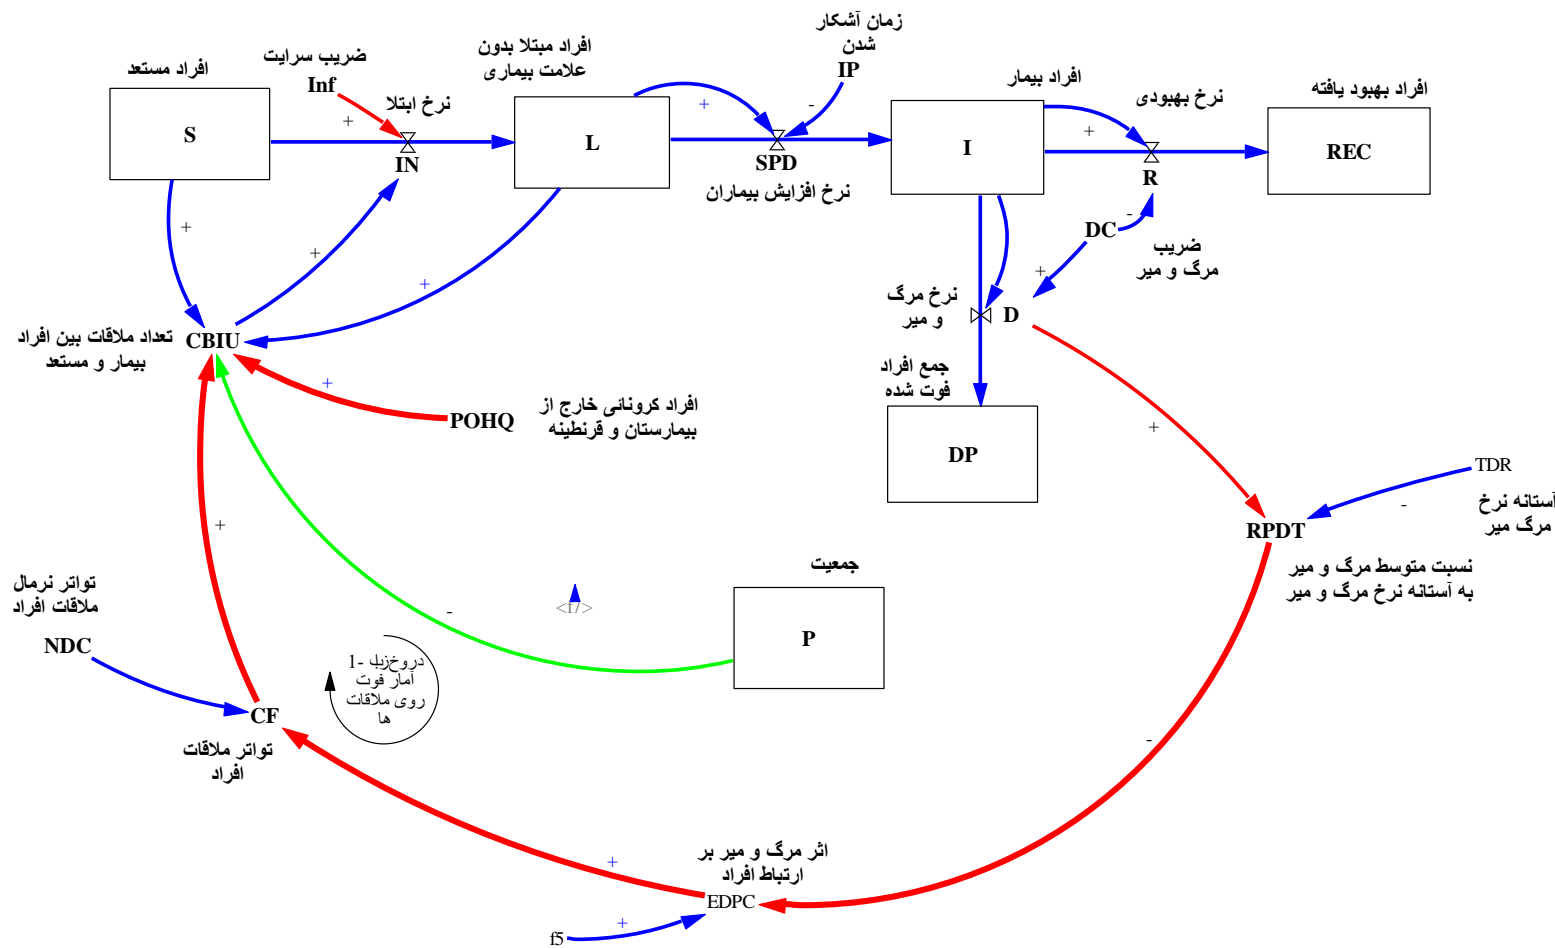 زمان آشکار
شدن
IP
ضریب سرایت
Inf
افراد مبتلا بدون
علامت بیماری
افراد مستعد
افراد بیمار
نرخ بهبودی
افراد بهبود یافته
نرخ ابتلا
S
+
IN
L
+
-
SPD
نرخ افزایش بیماران
I
+
R
REC
DC
-
ضریب
مرگ و میر
+
+
+
+
نرخ مرگ
و میر
D
تعداد ملاقات بین افراد
بیمار و مستعد
CBIU
جمع افراد
فوت شده
DP
+
POHQ
افراد کرونائی خارج از
بیمارستان و قرنطینه
+
TDR
-
آستانه نرخ
مرگ میر
RPDT
نسبت متوسط مرگ و میر
به آستانه نرخ مرگ و میر
+
تواتر نرمال
ملاقات افراد
NDC
جمعیت
P
-
1-
آمار فوت
روی ملاقات
ها
CF
تواتر ملاقات
افراد
-
اثر مرگ و میر بر
ارتباط افراد
+
EDPC
+
f5